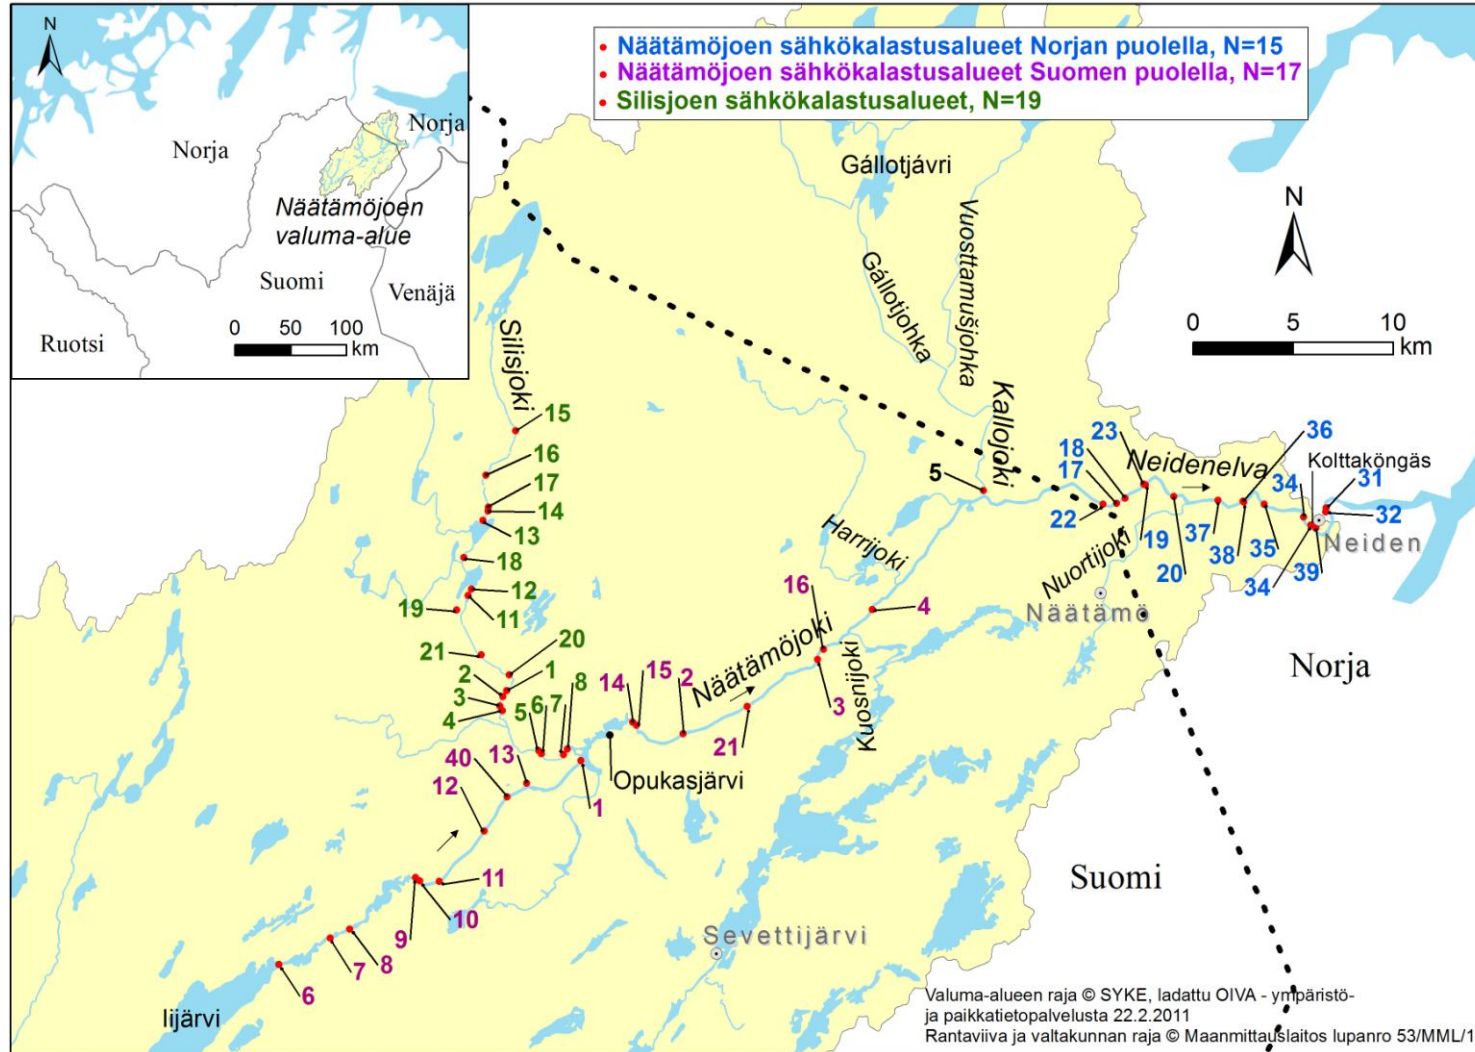 N
Norja
Norja
Näätämöjoen
valuma-alue
Suomi
Venäjä
Ruotsi
0 50 100
km
Näätämöjoen sähkökalastusalueet Norjan puolella, N=15
Näätämöjoen sähkökalastusalueet Suomen puolella, N=17
Silisjoen sähkökalastusalueet, N=19
Gállotjávri
Vuosttamušjohka
Gállotjohka
N
0 5 10
km
Silisjoki
Kallojoki
15
16
17
14
13
18
12
11
19
21
20
2
1
3
4
5
6
7
8
5
23
18
17
22
Neidenelva
36
Kolttaköngäs
34
31
32
Neiden
19
20
37
38
35
34
39
Nuortijoki
Näätämö
Harrijoki
16
4
Näätämöjoki
3
Kuosnijoki
14
15
2
21
Opukasjärvi
1
13
40
12
11
10
9
8
7
6
Iijärvi
Sevettijärvi
Norja
Suomi
Valuma-alueen raja © SYKE, ladattu OIVA - ympäristö-
ja paikkatietopalvelusta 22.2.2011
Rantaviiva ja valtakunnan raja © Maanmittauslaitos lupanro 53/MML/1